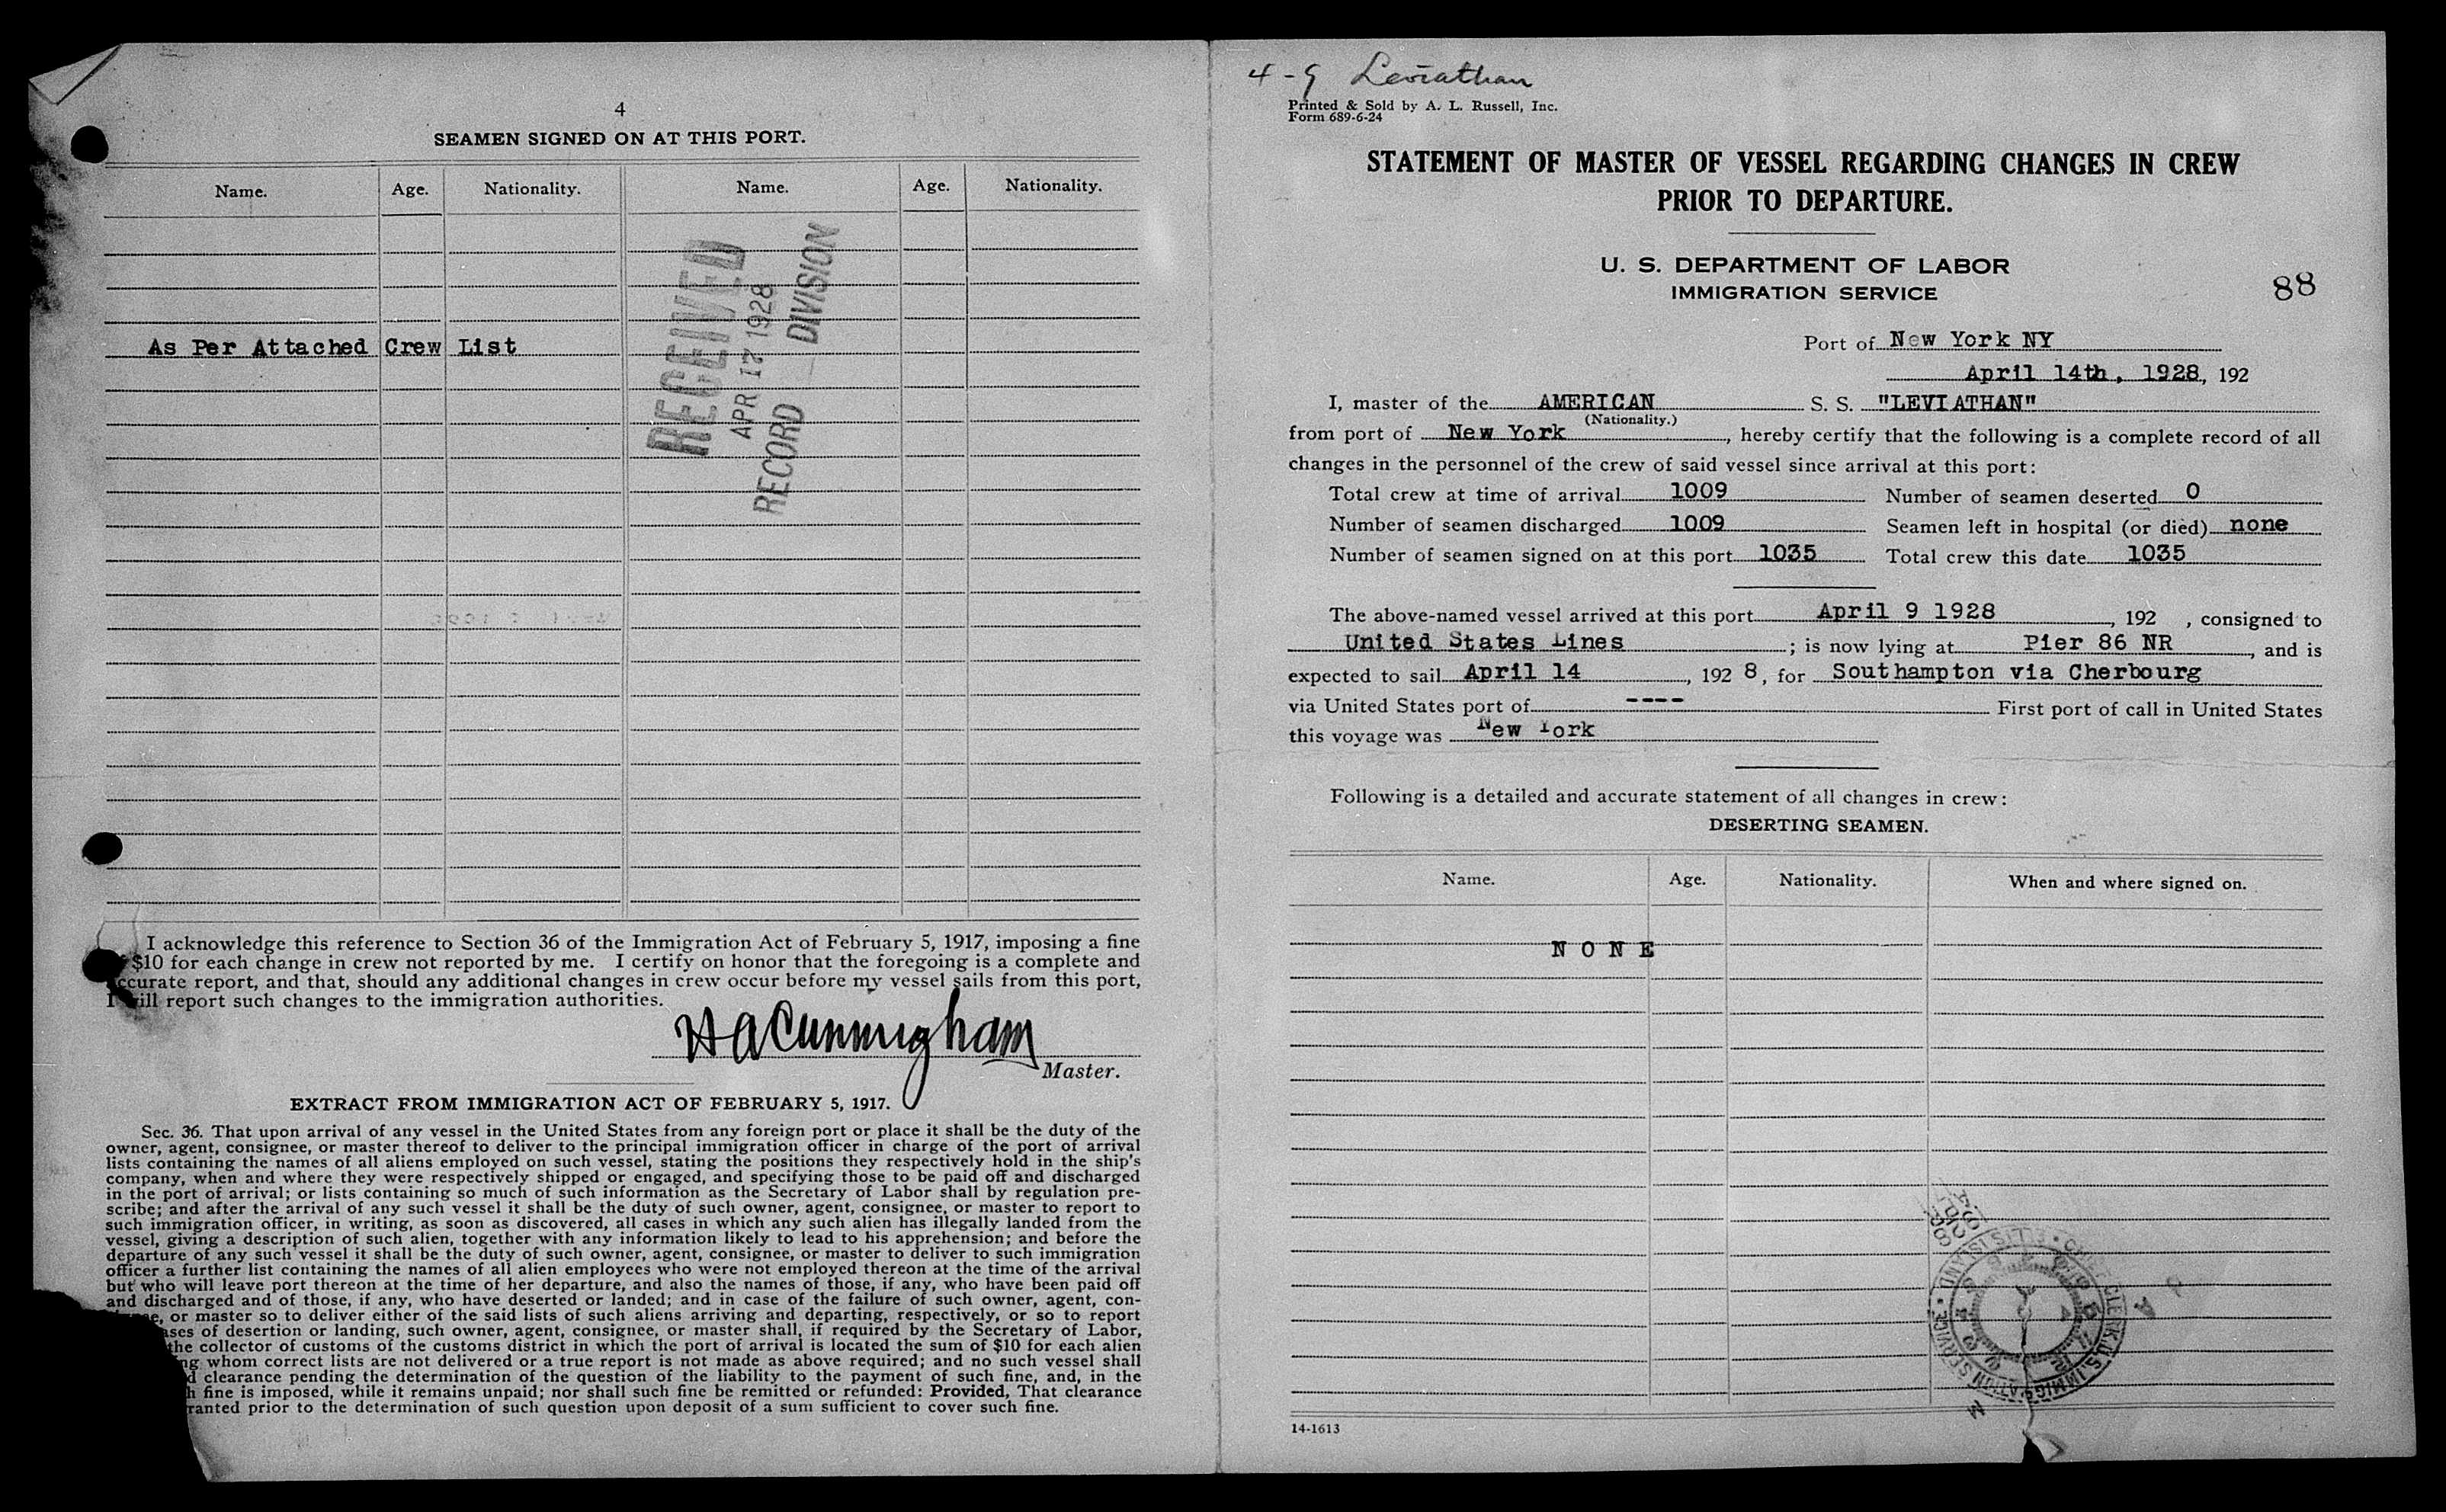 4
SEAMEN SIGNED ON AT THIS PORT.
Name. Age. Nationality. Name. Age. Nationality.
As Per Attached Crew List
RECEIVED
APR 17 1928
RECORD DIVISION
I acknowledge this reference to Section 36 of the Immigration Act of February 5, 1917, imposing a fine
$10 for each change in crew not reported by me. I certify on honor that the foregoing is a complete and
ccurate report, and that, should any additional changes in crew occur before my vessel sails from this port,
I will report such changes to the immigration authorities.
H A Cunningham
Master.
EXTRACT FROM IMMIGRATION ACT OF FEBRUARY 5, 1917.
Sec. 36. That upon arrival of any vessel in the United States from any foreign port or place it shall be the duty of the
owner, agent, consignee, or master thereof to deliver to the principal immigration officer in charge of the port of arrival
lists containing the names of all aliens employed on such vessel, stating the positions they respectively hold in the ship's
company, when and where they were respectively shipped or engaged, and specifying those to be paid off and discharged
in the port of arrival; or lists containing so much of such information as the Secretary of Labor shall by regulation pre-
scribe; and after the arrival of any such vessel it shall be the duty of such owner, agent, consignee, or master to report to
such immigration officer, in writing, as soon as discovered, all cases in which any such alien has illegally landed from the
vessel, giving a description of such alien, together with any information likely to lead to his apprehension; and before the
departure of any such vessel it shall be the duty of such owner, agent, consignee, or master to deliver to such immigration
officer a further list containing the names of all alien employees who were not employed thereon at the time of the arrival
but who will leave port thereon at the time of her departure, and also the names of those, if any, who have been paid off
and discharged and of those, if any, who have deserted or landed; and in case of the failure of such owner, agent, con-
or master so to deliver either of the said lists of such aliens arriving and departing, respectively, or so to report
ases of desertion or landing, such owner, agent, consignee, or master shall, if required by the Secretary of Labor,
the collector of customs of the customs district in which the port of arrival is located the sum of $10 for each alien
ng whom correct lists are not delivered or a true report is not made as above required; and no such vessel shall
d clearance pending the determination of the question of the liability to the payment of such fine, and, in the
h fine is imposed, while it remains unpaid; nor shall such fine be remitted or refunded: Provided, That clearance
ranted prior to the determination of such question upon deposit of a sum sufficient to cover such fine.
4-9 Leviathan
Printed & Sold by A. L. Russell, Inc.
Form 689-6-24
STATEMENT OF MASTER OF VESSEL REGARDING CHANGES IN CREW
PRIOR TO DEPARTURE.
U. S. DEPARTMENT OF LABOR
IMMIGRATION SERVICE
88
Port of New York NY
April 14th, 1928, 192
I, master of the AMERICAN S. S. "LEVIATHAN"
(Nationality.)
from port of New York, hereby certify that the following is a complete record of all
changes in the personnel of the crew of said vessel since arrival at this port:
Total crew at time of arrival 1009 Number of seamen deserted 0
Number of seamen discharged 1009 Seamen left in hospital (or died) none
Number of seamen signed on at this port 1035 Total crew this date 1035
The above-named vessel arrived at this port April 9 1928, 192 , consigned to
United States Lines; is now lying at Pier 86 NR, and is
expected to sail April 14, 192 8, for Southampton via Cherbourg
via United States port of ---- First port of call in United States
this voyage was New York
Following is a detailed and accurate statement of all changes in crew:
DESERTING SEAMEN.
Name. Age. Nationality. When and where signed on.
NONE
14-1613